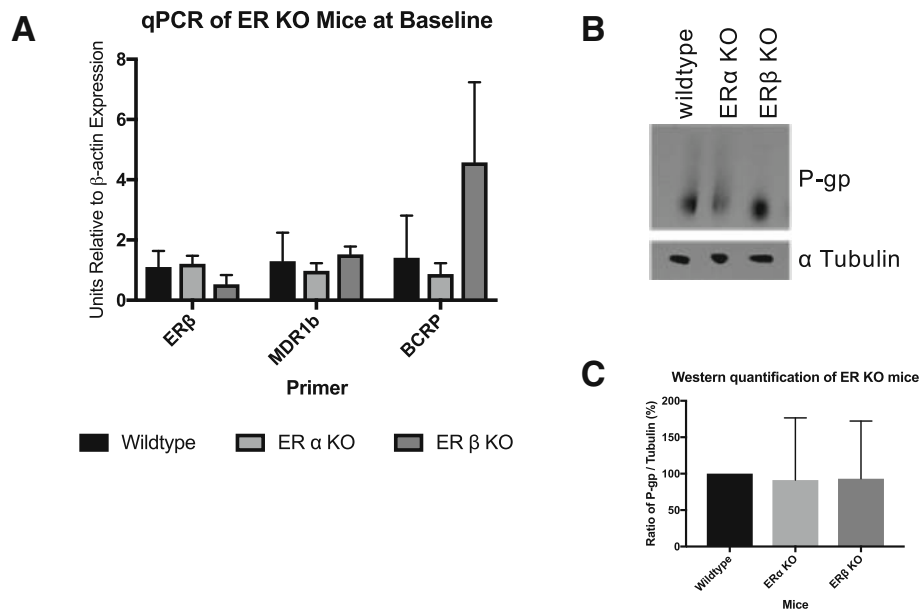 A
qPCR of ER KO Mice at Baseline
Units Relative to β-actin Expression
8
6
4
2
0
ERβ
MDR1b
BCRP
Primer
Wildtype
ER α KO
ER β KO
B
wildtype
ERα KO
ERβ KO
P-gp
α Tubulin
C
Western quantification of ER KO mice
Ratio of P-gp / Tubulin (%)
200
150
100
50
0
Wildtype
ERα KO
ERβ KO
Mice